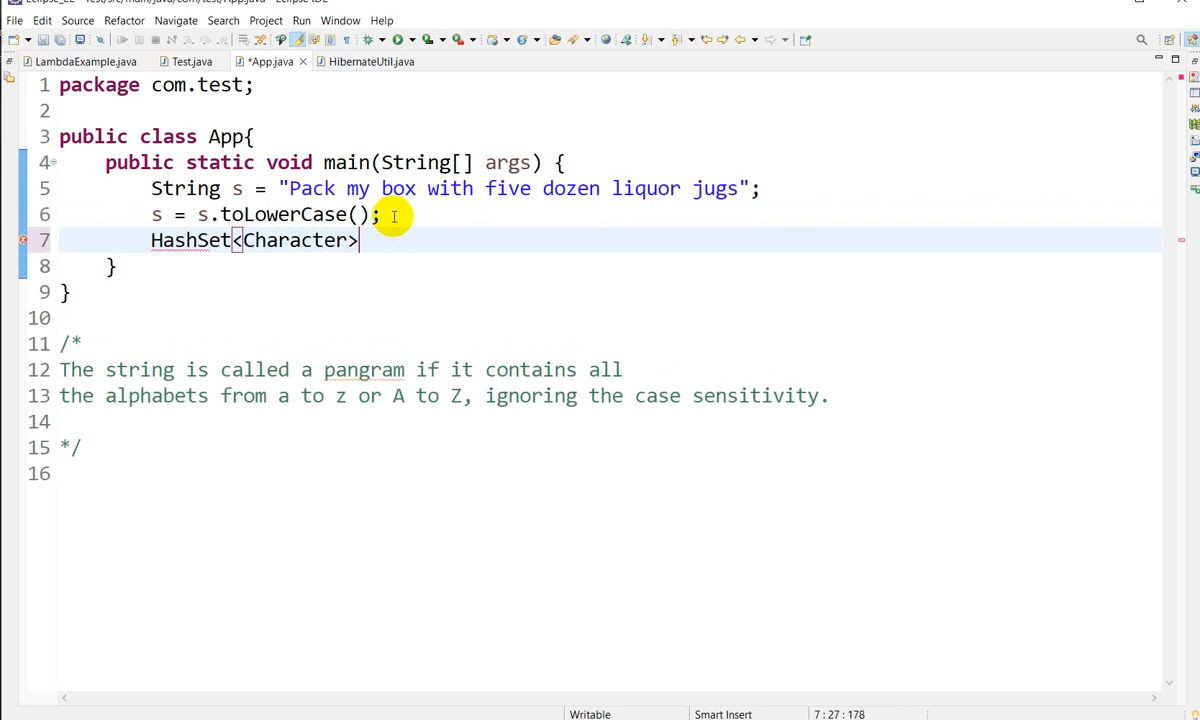 File Edit Source Refactor Navigate Search Project Run Window Help
LambdaExample.java Test.java *App.java HibernateUtil.java
1 package com.test;
2
3 public class App{
4 public static void main(String[] args) {
5 String s = "Pack my box with five dozen liquor jugs";
6 s = s.toLowerCase();
7 HashSet<Character>
8 }
9 }
10
11 /*
12 The string is called a pangram if it contains all
13 the alphabets from a to z or A to Z, ignoring the case sensitivity.
14
15 */
16
Writable Smart Insert 7 : 27 : 178